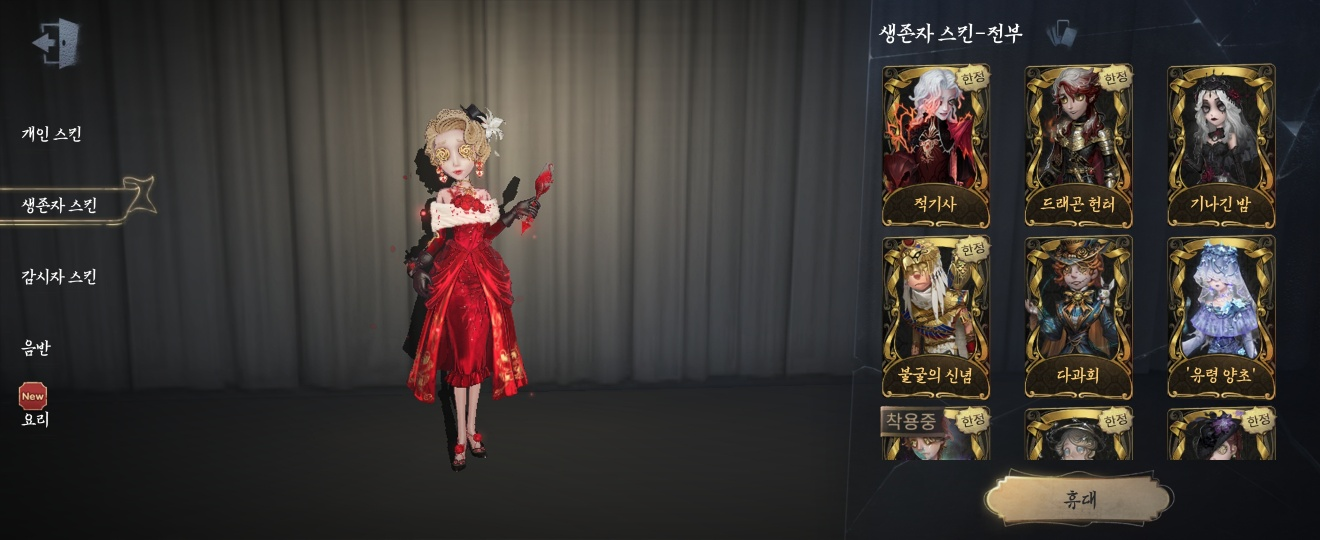 개인 스킨
생존자 스킨
감시자 스킨
음반
New
요리
생존자 스킨-전부
한정
적기사
한정
드래곤 헌터
기나긴 밤
한정
불굴의 신념
다과회
'유령 양초'
착용중
한정
한정
한정
휴대